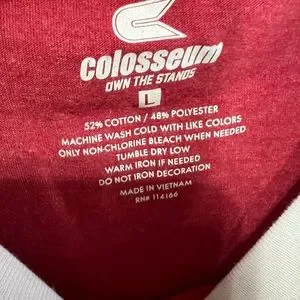 COLOSSEUM
OWN THE STANDS
L
52% COTTON / 48% POLYESTER
MACHINE WASH COLD WITH LIKE COLORS
ONLY NON-CHLORINE BLEACH WHEN NEEDED
TUMBLE DRY LOW
WARM IRON IF NEEDED
DO NOT IRON DECORATION
MADE IN VIETNAM
RN# 114166